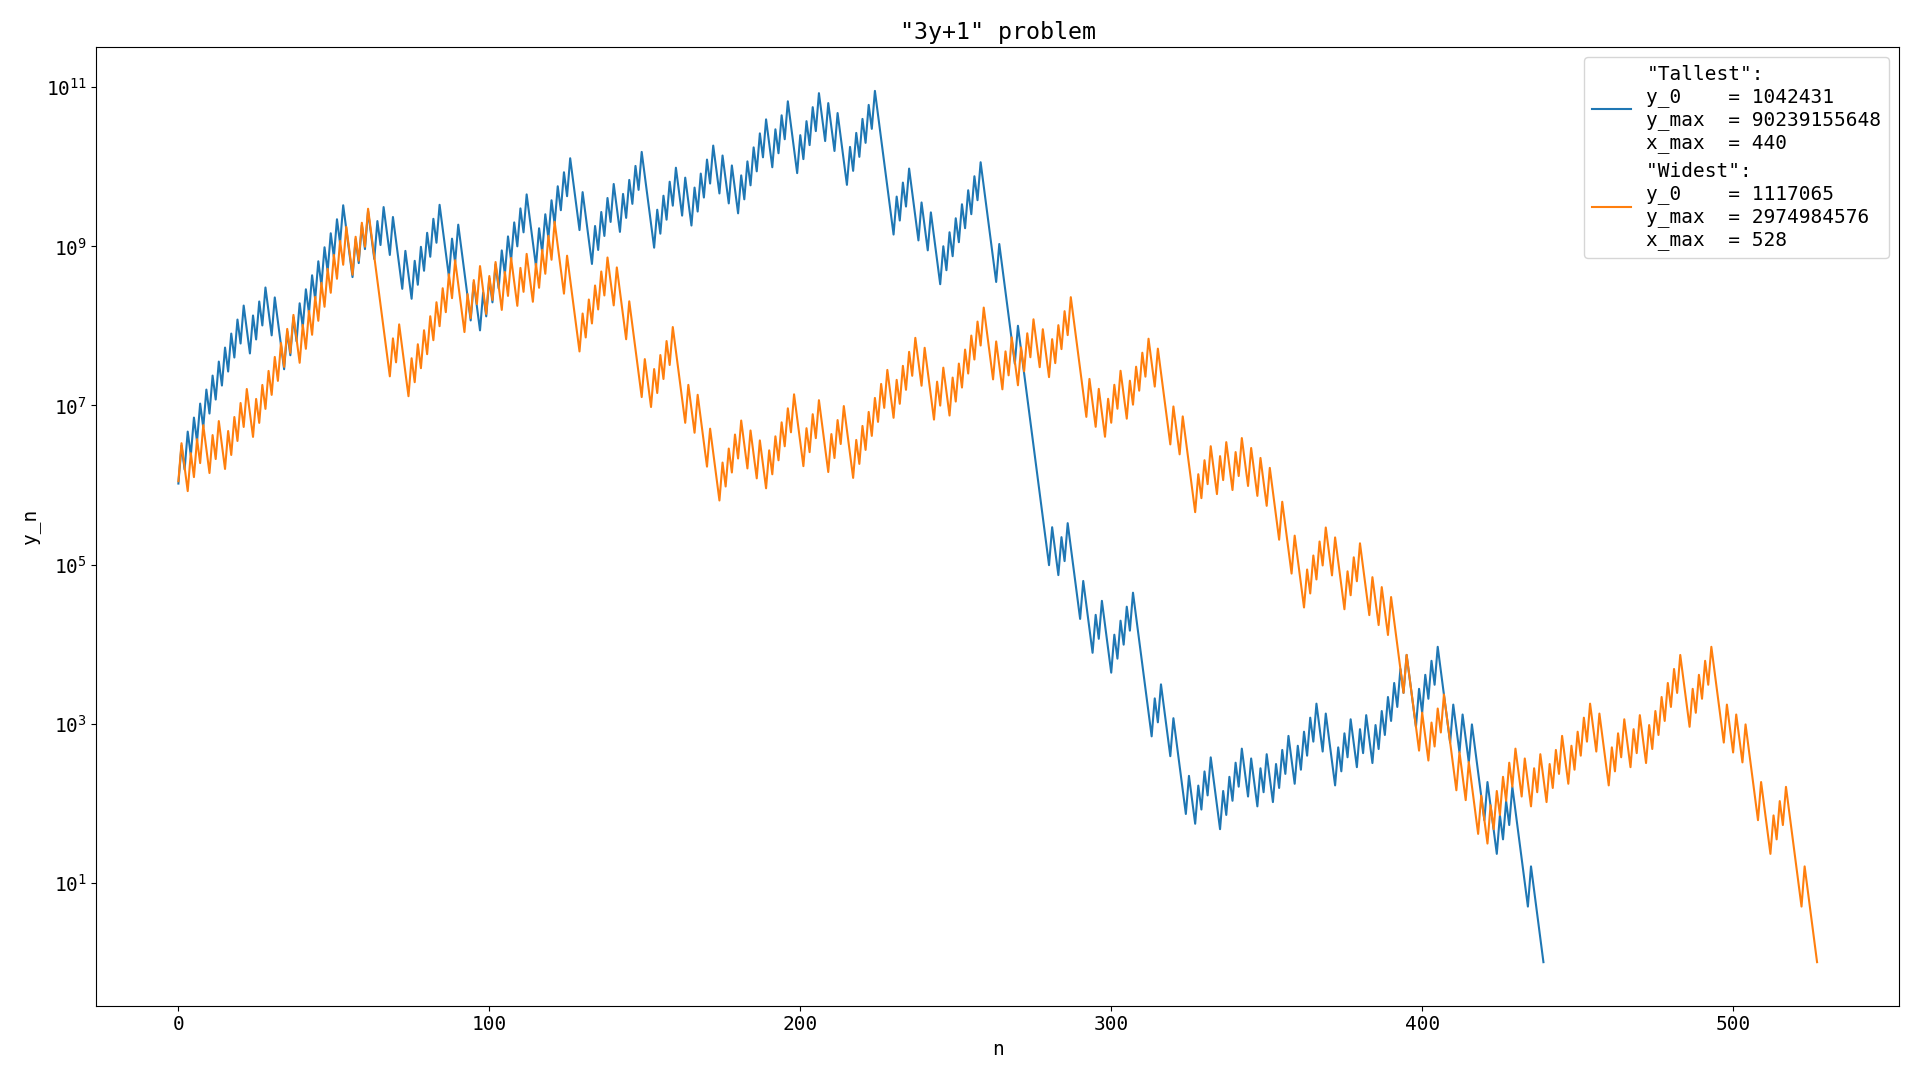 "3y+1" problem
"Tallest":
y_0    = 1042431
y_max  = 90239155648
x_max  = 440
"Widest":
y_0    = 1117065
y_max  = 2974984576
x_max  = 528
10^11
10^9
10^7
10^5
10^3
10^1
y_n
0 100 200 300 400 500
n